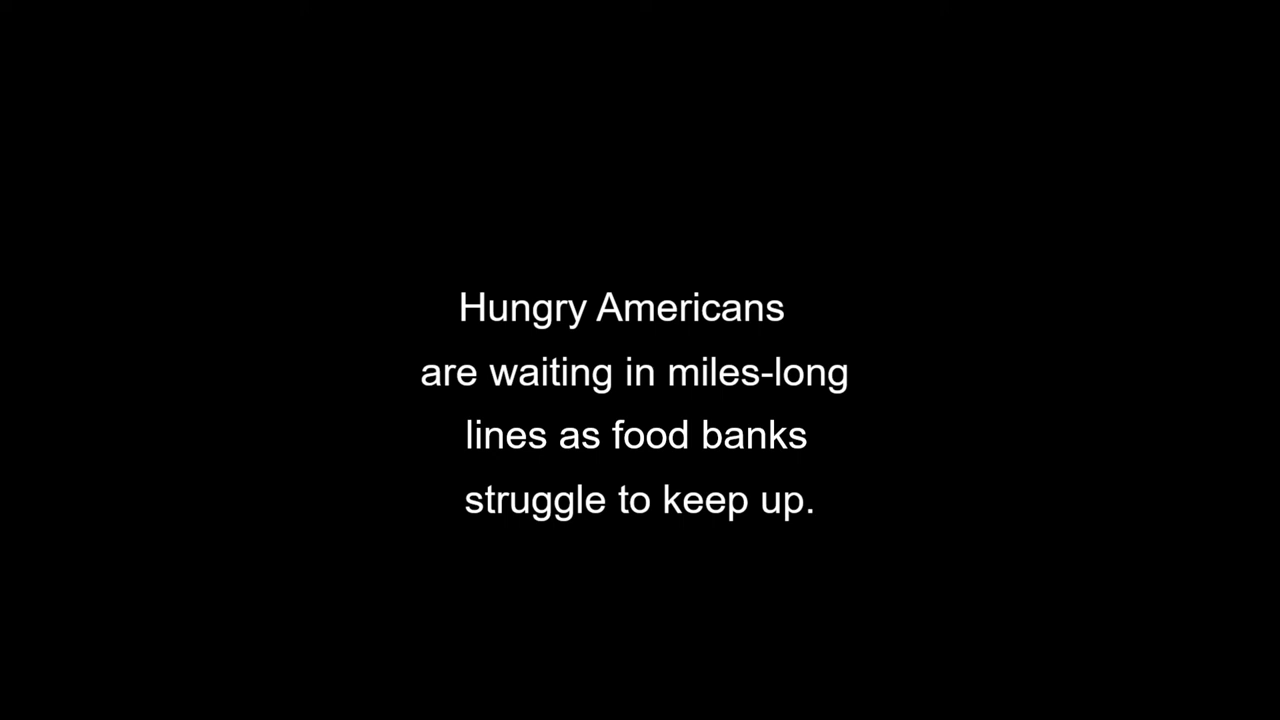 Hungry Americans
are waiting in miles-long
lines as food banks
struggle to keep up.